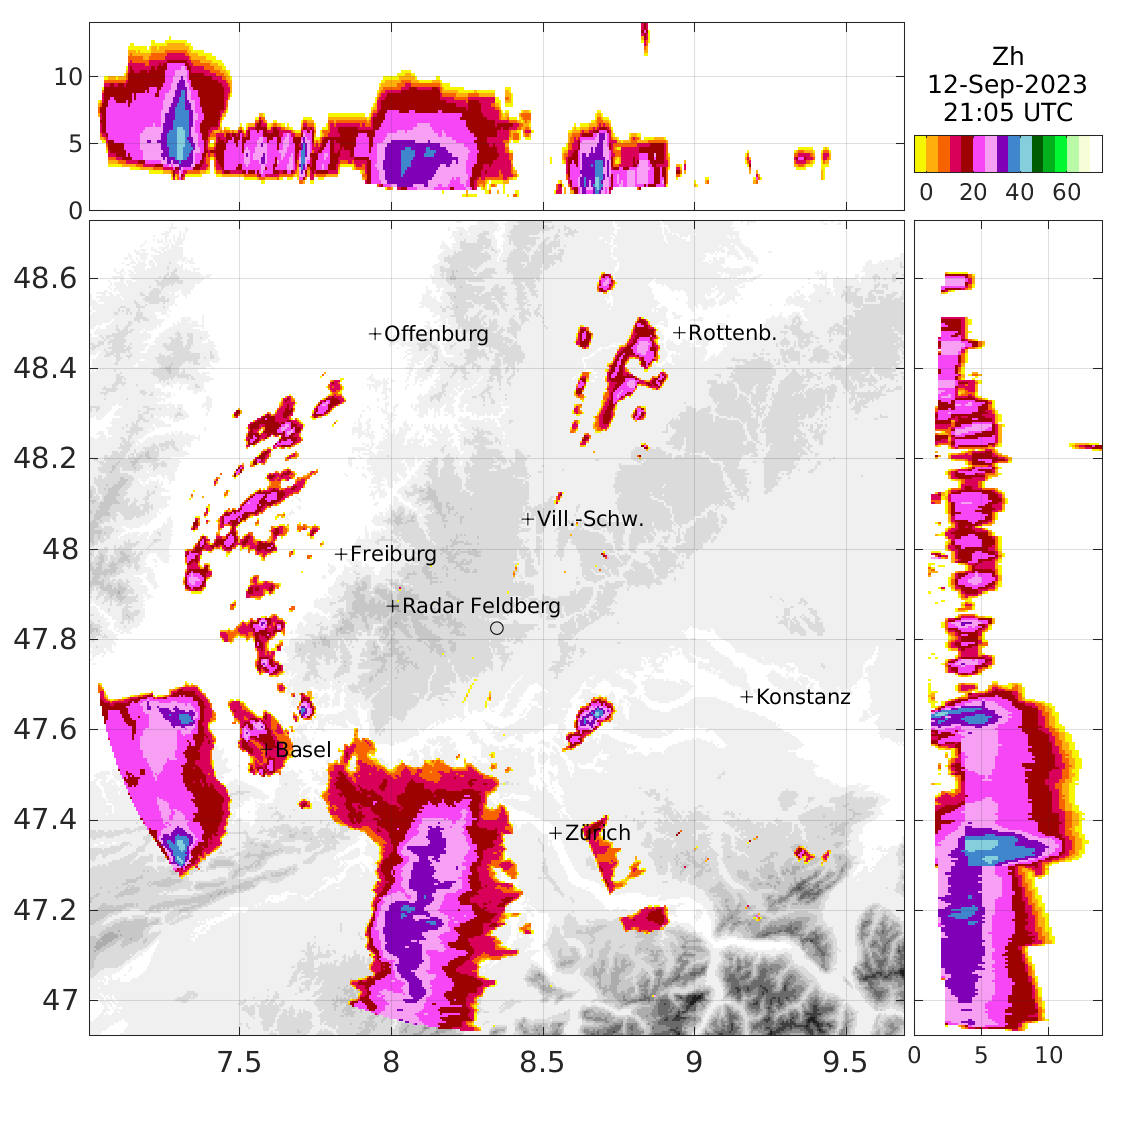 10
5
0
Zh
12-Sep-2023
21:05 UTC
0 20 40 60
48.6
48.4
48.2
48
47.8
47.6
47.4
47.2
47
+Offenburg
+Rottenb.
+Vill.-Schw.
+Freiburg
+Radar Feldberg
+Konstanz
+Basel
+Zürich
7.5 8 8.5 9 9.5
0 5 10